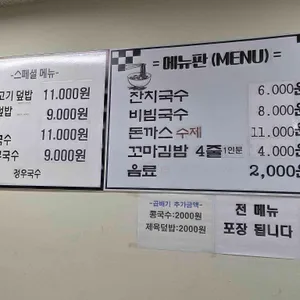 -스페셜 메뉴-
고기 덮밥 11.000원
덮밥 9.000원
국수 11.000원
국수 9.000원
정우국수
= 메뉴판 (MENU) =
잔치국수 6.000원
비빔국수 8.000원
돈까스 수제 11.000원
꼬마김밥 4줄 1인분 4.000원
음료 2,000원
-곱배기 추가금액-
콩국수:2000원
제육덮밥:2000원
전 메뉴
포장 됩니다